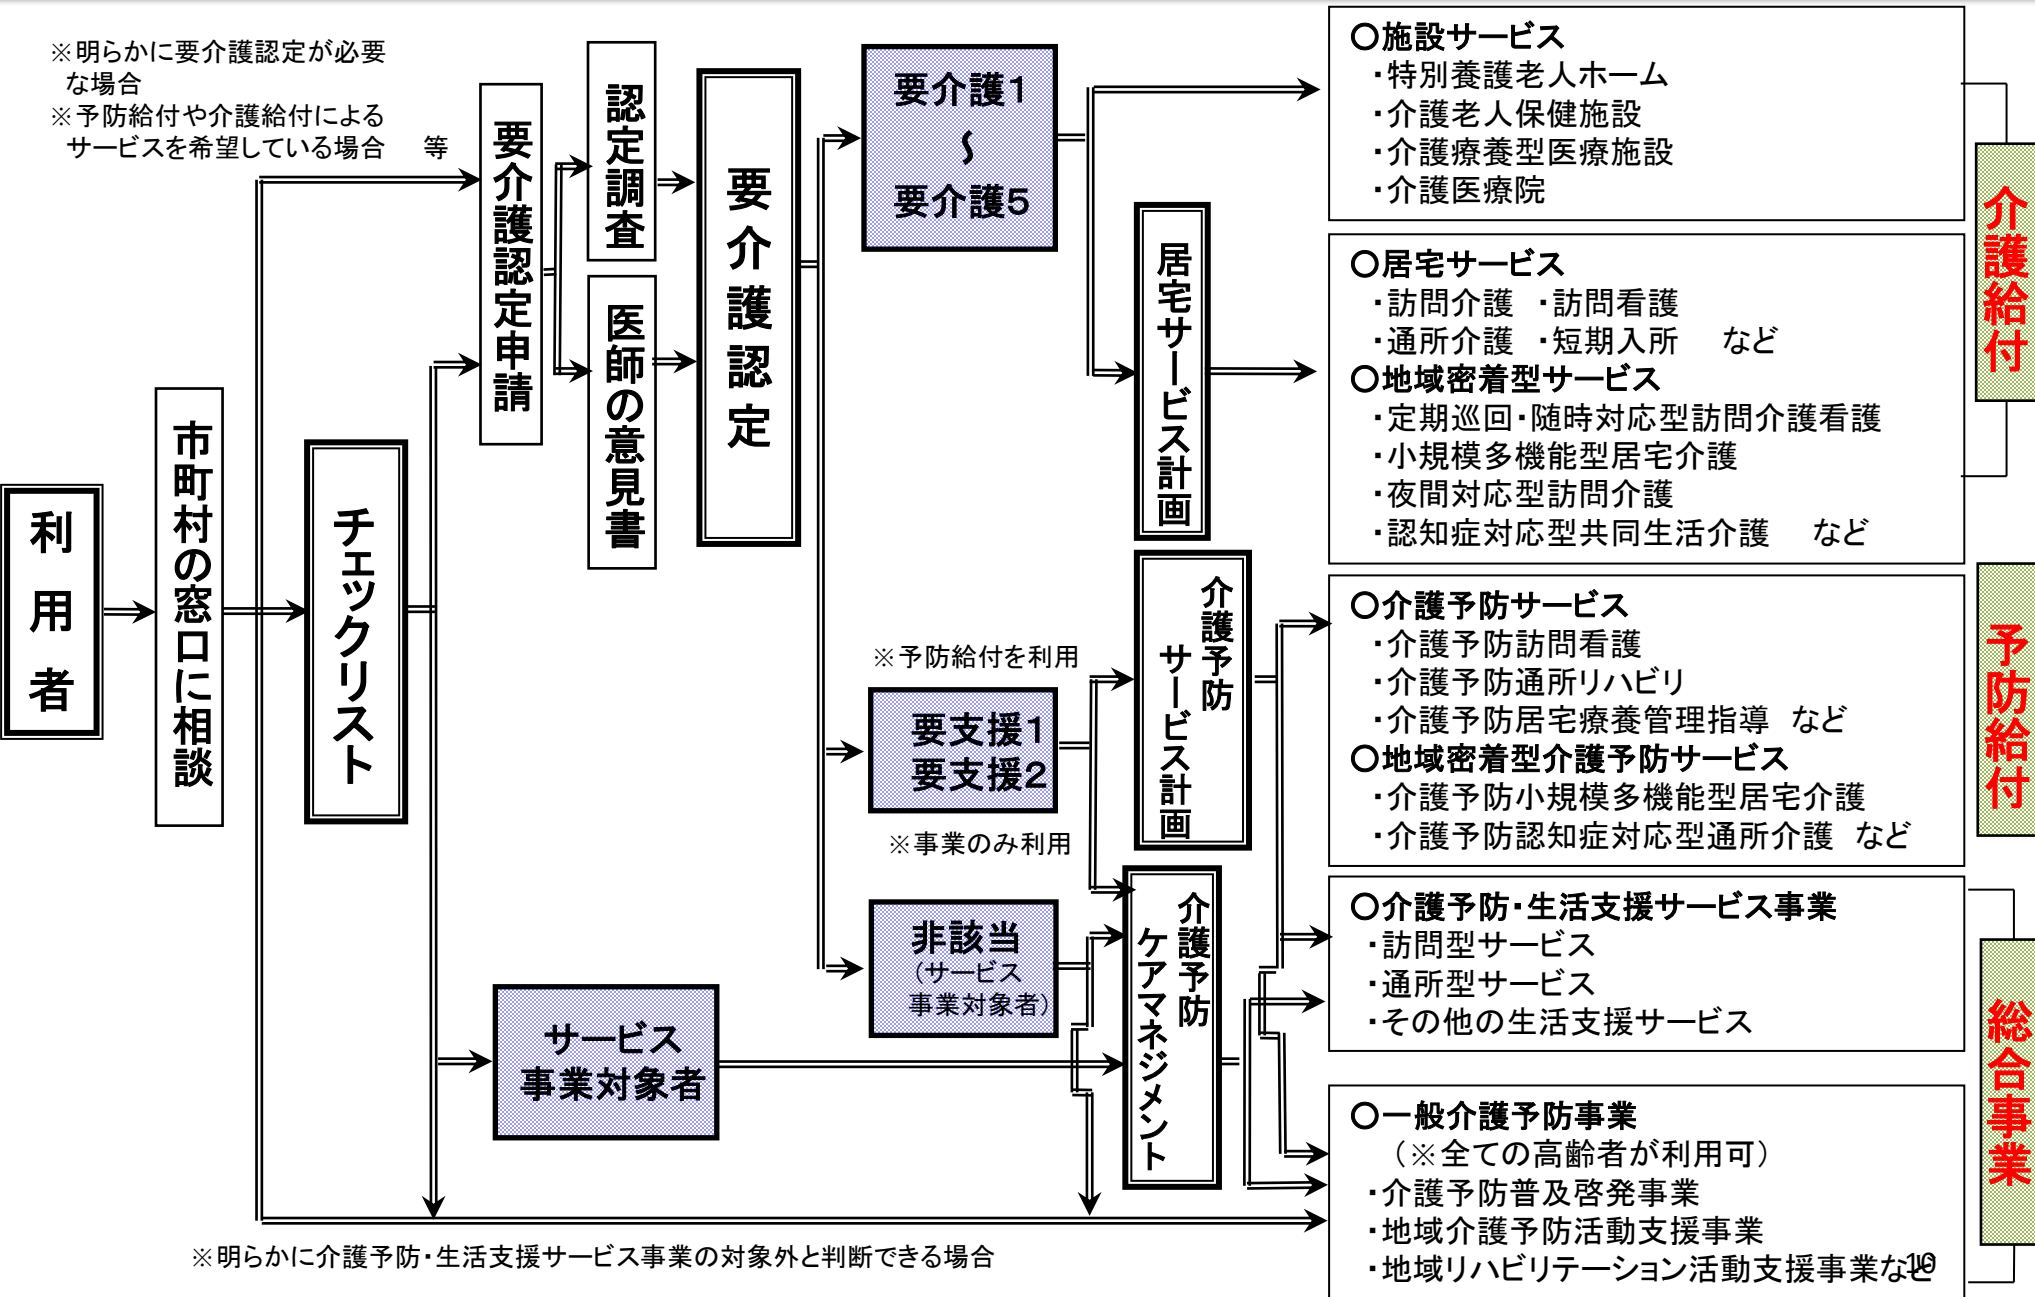 ※明らかに要介護認定が必要
な場合
※予防給付や介護給付による
サービスを希望している場合　等
利用者
市町村の窓口に相談
チェックリスト
要介護認定申請
認定調査
医師の意見書
要介護認定
要介護1
～
要介護5
※予防給付を利用
要支援1
要支援2
※事業のみ利用
非該当
(サービス
事業対象者)
サービス
事業対象者
居宅サービス計画
介護予防
サービス計画
介護予防
ケアマネジメント
○施設サービス
・特別養護老人ホーム
・介護老人保健施設
・介護療養型医療施設
・介護医療院
○居宅サービス
・訪問介護　・訪問看護
・通所介護　・短期入所　など
○地域密着型サービス
・定期巡回・随時対応型訪問介護看護
・小規模多機能型居宅介護
・夜間対応型訪問介護
・認知症対応型共同生活介護　など
介護給付
○介護予防サービス
・介護予防訪問看護
・介護予防通所リハビリ
・介護予防居宅療養管理指導　など
○地域密着型介護予防サービス
・介護予防小規模多機能型居宅介護
・介護予防認知症対応型通所介護　など
予防給付
○介護予防・生活支援サービス事業
・訪問型サービス
・通所型サービス
・その他の生活支援サービス
○一般介護予防事業
(※全ての高齢者が利用可)
・介護予防普及啓発事業
・地域介護予防活動支援事業
・地域リハビリテーション活動支援事業など
総合事業
※明らかに介護予防・生活支援サービス事業の対象外と判断できる場合